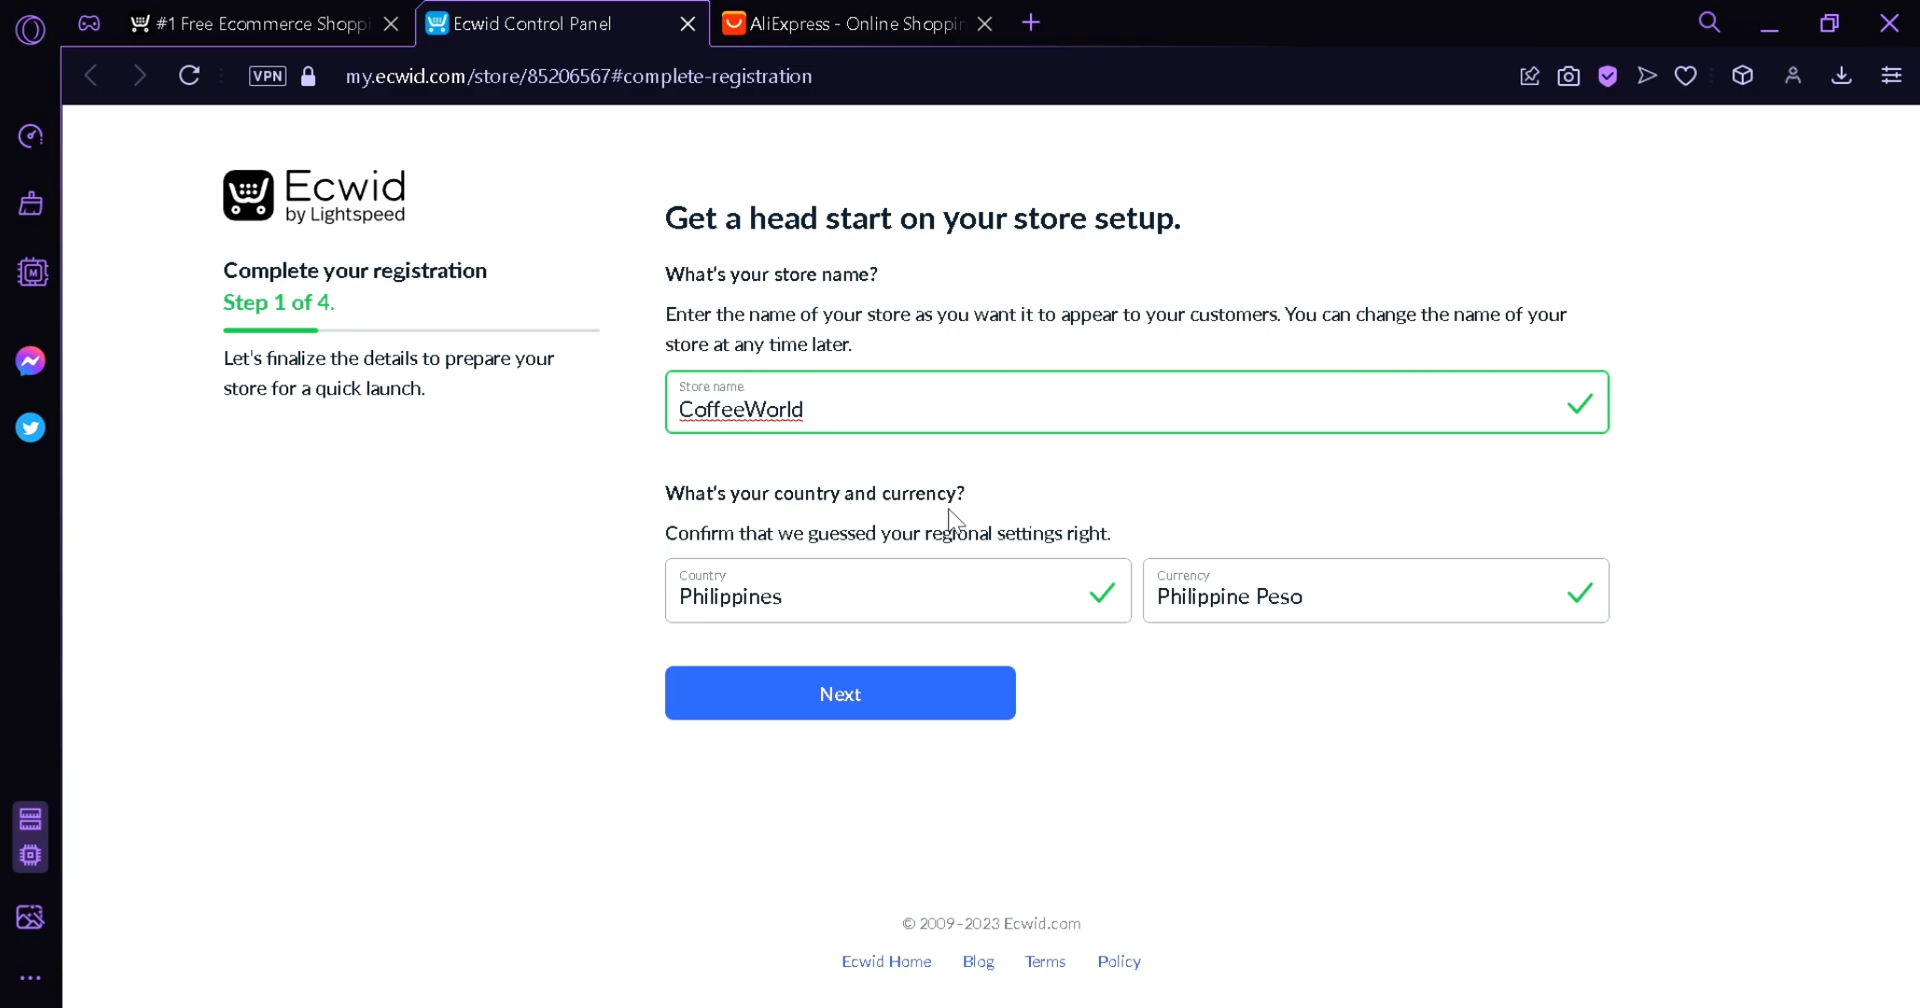 #1 Free Ecommerce Shoppi
Ecwid Control Panel
AliExpress - Online Shoppin
VPN
my.ecwid.com/store/85206567#complete-registration
Ecwid
by Lightspeed
Complete your registration
Step 1 of 4.
Let's finalize the details to prepare your
store for a quick launch.
Get a head start on your store setup.
What's your store name?
Enter the name of your store as you want it to appear to your customers. You can change the name of your
store at any time later.
Store name
CoffeeWorld
What's your country and currency?
Confirm that we guessed your regional settings right.
Country
Philippines
Currency
Philippine Peso
Next
© 2009–2023 Ecwid.com
Ecwid Home Blog Terms Policy